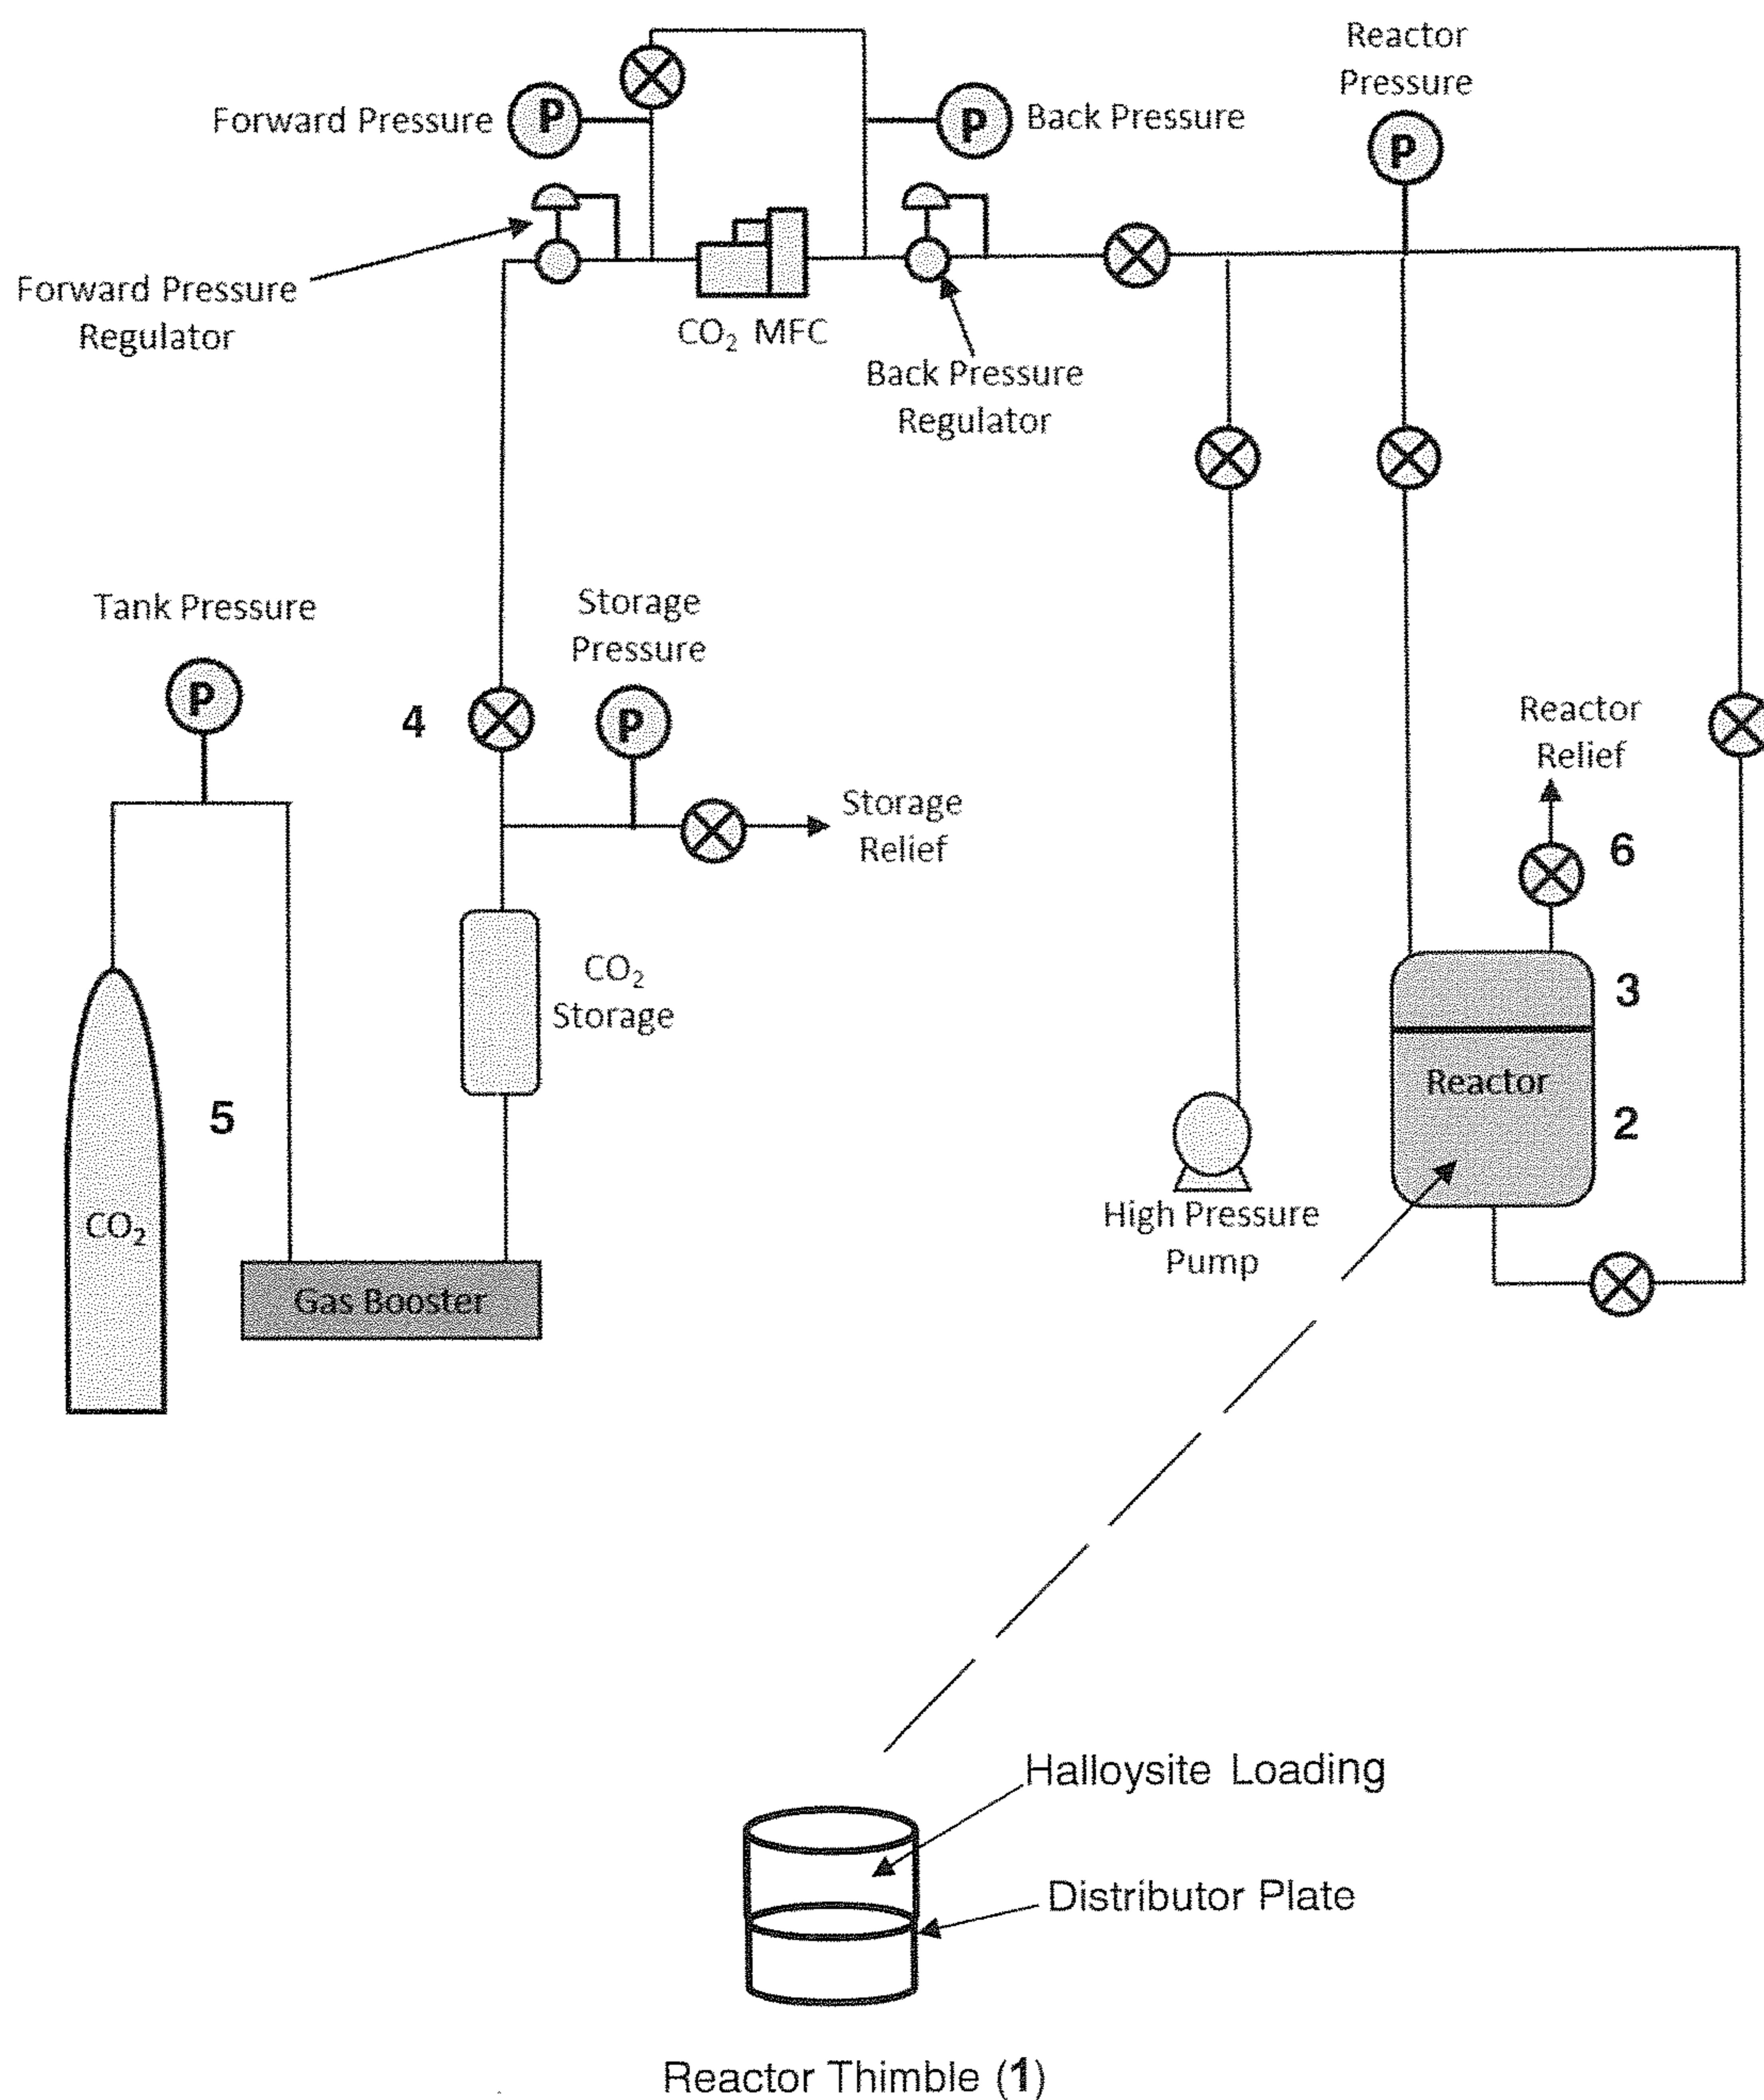 Reactor
Pressure
P
Forward Pressure
P
P
Back Pressure
Forward Pressure
Regulator
CO₂ MFC
Back Pressure
Regulator
Tank Pressure
P
Storage
Pressure
P
4
Storage
Relief
Reactor
Relief
6
CO₂
Storage
3
Reactor
2
5
CO₂
Gas Booster
High Pressure
Pump
Halloysite Loading
Distributor Plate
Reactor Thimble (1)